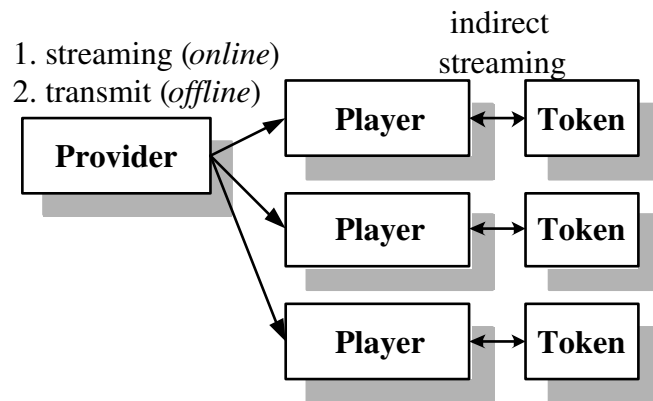 1. streaming (online)
2. transmit (offline)
indirect
streaming
Provider
Player
Token
Player
Token
Player
Token